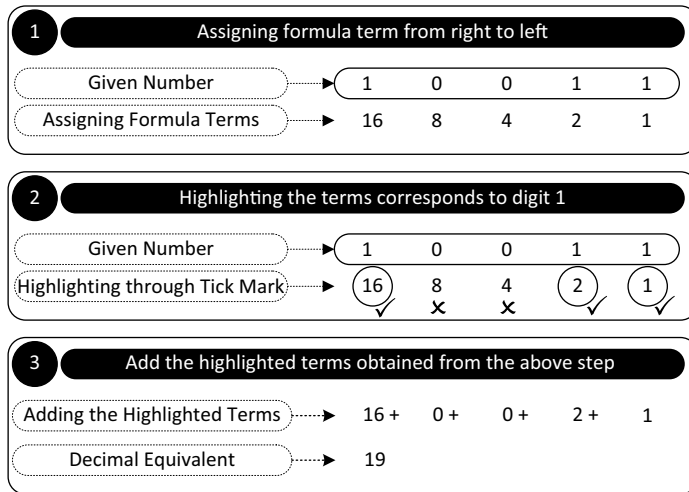 1 Assigning formula term from right to left
Given Number 1 0 0 1 1
Assigning Formula Terms 16 8 4 2 1
2 Highlighting the terms corresponds to digit 1
Given Number 1 0 0 1 1
Highlighting through Tick Mark 16 8 4 2 1
3 Add the highlighted terms obtained from the above step
Adding the Highlighted Terms 16 + 0 + 0 + 2 + 1
Decimal Equivalent 19